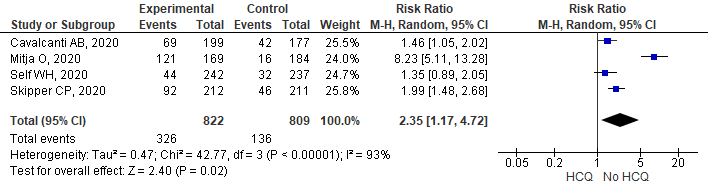 Experimental Control Risk Ratio Risk Ratio
Study or Subgroup Events Total Events Total Weight M-H, Random, 95% CI M-H, Random, 95% CI
Cavalcanti AB, 2020 69 199 42 177 25.5% 1.46 [1.05, 2.02]
Mitja O, 2020 121 169 16 184 24.0% 8.23 [5.11, 13.28]
Self WH, 2020 44 242 32 237 24.7% 1.35 [0.89, 2.05]
Skipper CP, 2020 92 212 46 211 25.8% 1.99 [1.48, 2.68]
Total (95% CI) 822 809 100.0% 2.35 [1.17, 4.72]
Total events 326 136
Heterogeneity: Tau² = 0.47; Chi² = 42.77, df = 3 (P < 0.00001); I² = 93%
Test for overall effect: Z = 2.40 (P = 0.02)
0.05 0.2 1 5 20
HCQ No HCQ